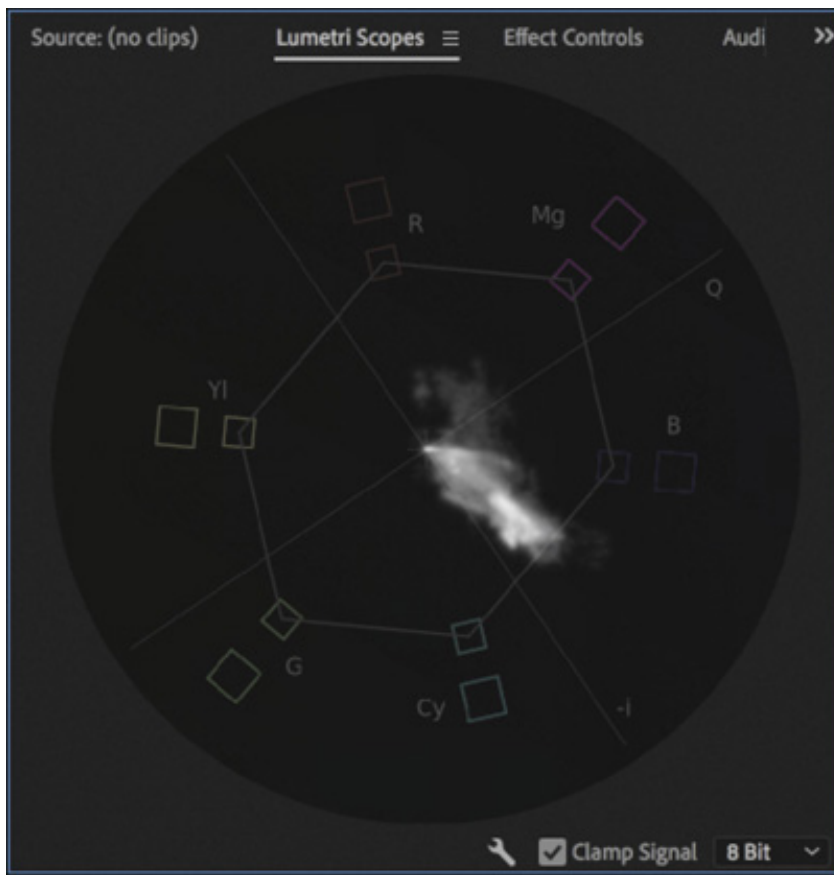 Source: (no clips) Lumetri Scopes Effect Controls Audi
R
Mg
Q
Yl
B
G
Cy
-i
Clamp Signal 8 Bit